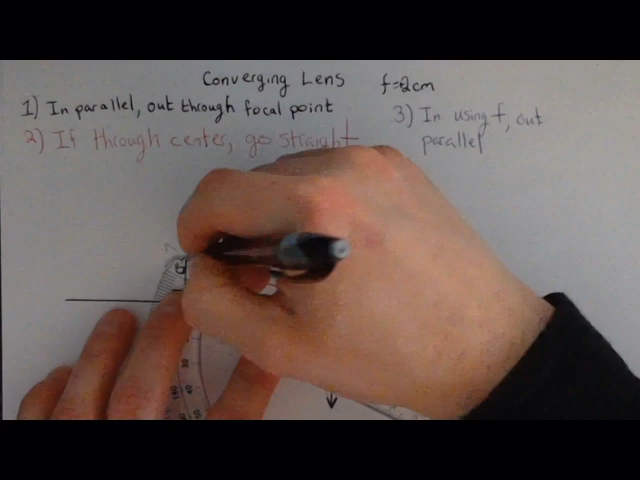 Converging Lens
f=2cm
1) In parallel, out through focal point
2) If through center, go straight
3) In using f, out
parallel